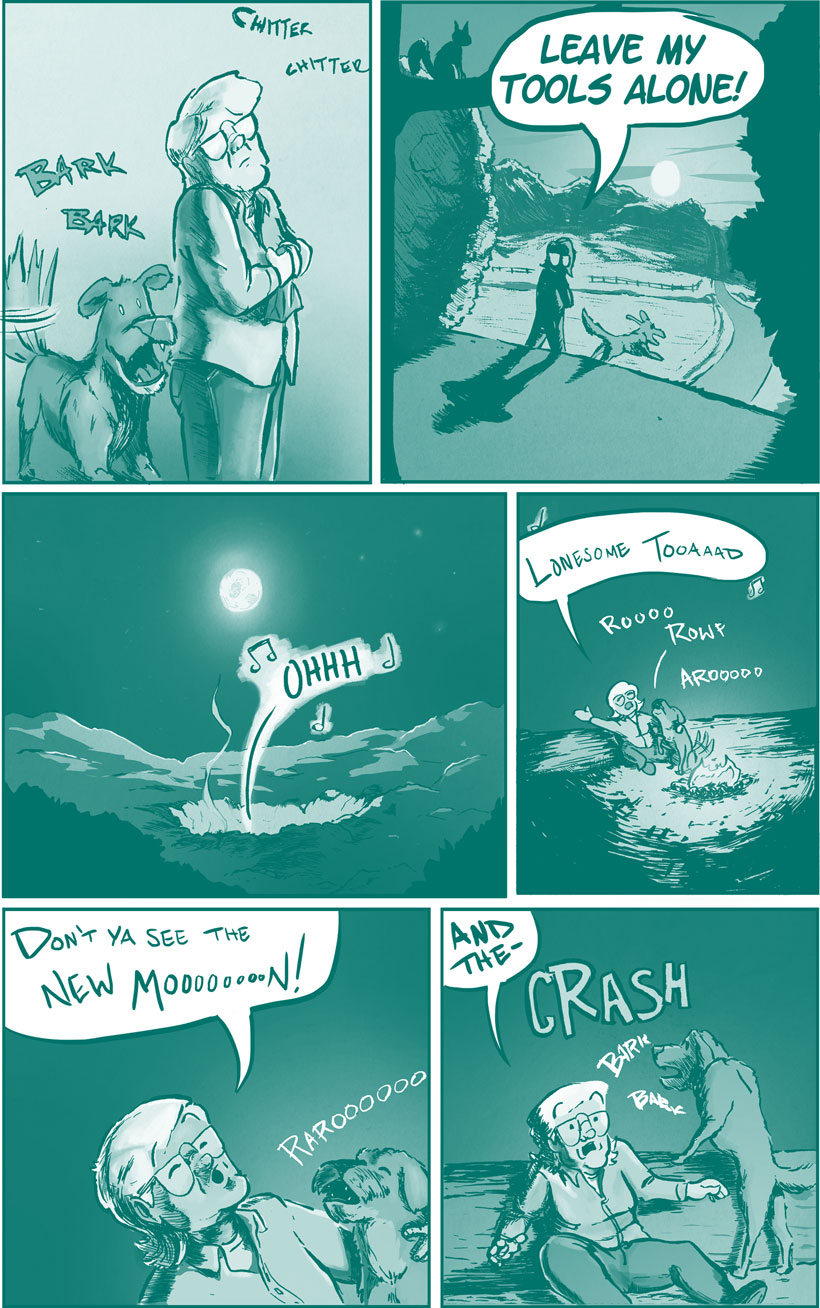 CHITTER
CHITTER
BARK
BARK
LEAVE MY
TOOLS ALONE!
OHHH
LONESOME TOOAAAD
ROOOO
ROWF
AROOOOO
DON'T YA SEE THE
NEW MOOOOOOOON!
RAROOOOOOO
AND
THE-
CRASH
BARK
BARK